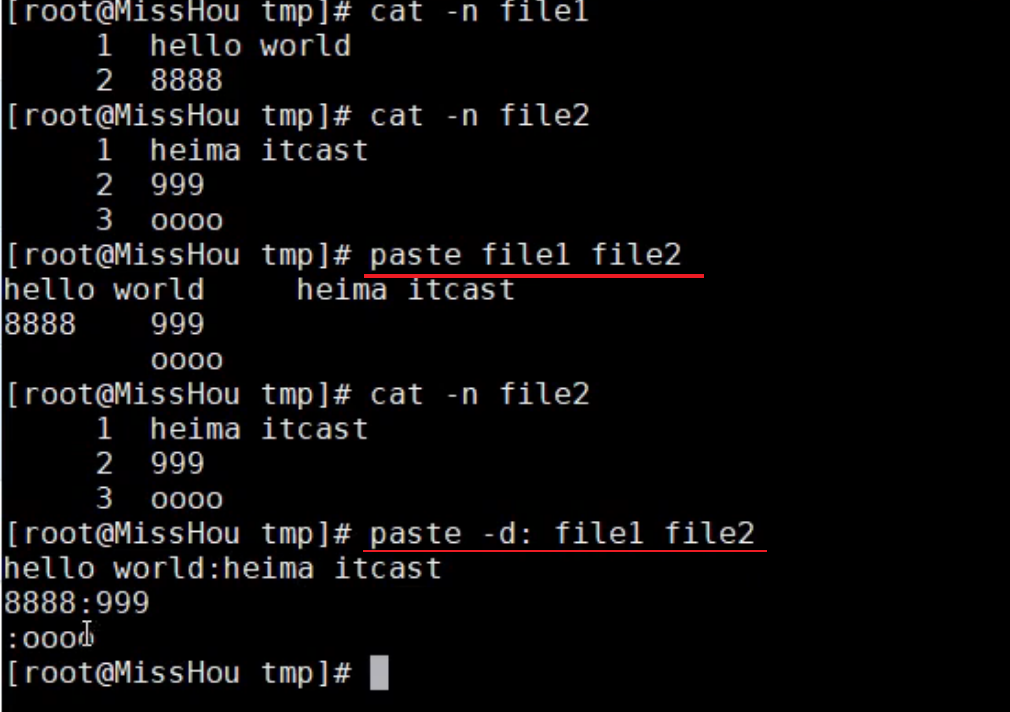 [root@MissHou tmp]# cat -n file1
     1  hello world
     2  8888
[root@MissHou tmp]# cat -n file2
     1  heima itcast
     2  999
     3  oooo
[root@MissHou tmp]# paste file1 file2
hello world     heima itcast
8888    999
        oooo
[root@MissHou tmp]# cat -n file2
     1  heima itcast
     2  999
     3  oooo
[root@MissHou tmp]# paste -d: file1 file2
hello world:heima itcast
8888:999
:oooo
[root@MissHou tmp]#